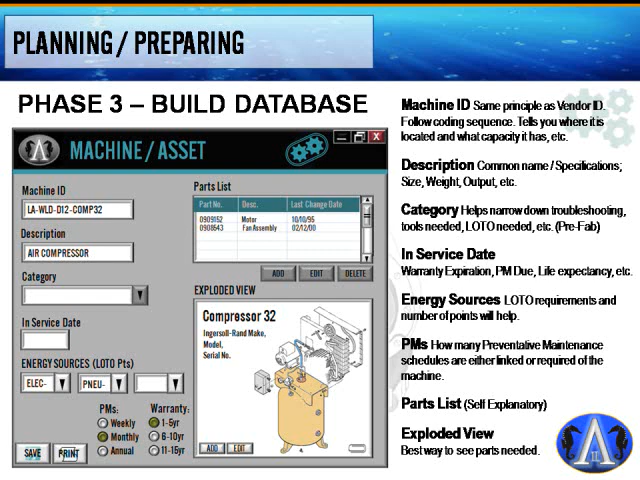 PLANNING / PREPARING
PHASE 3 – BUILD DATABASE
MACHINE / ASSET
Machine ID
LA-WLD-D12-COMP32
Description
AIR COMPRESSOR
Category
In Service Date
ENERGY SOURCES (LOTO Pts)
ELEC-
PNEU-
PMs:
Weekly
Monthly
Annual
Warranty:
1-5yr
6-10yr
11-15yr
SAVE
PRINT
Parts List
Part No. Desc. Last Change Date
0909152 Motor 10/10/95
0908543 Fan Assembly 02/12/00
ADD EDIT DELETE
EXPLODED VIEW
Compressor 32
Ingersoll-Rand Make,
Model,
Serial No.
ADD EDIT
Machine ID Same principle as Vendor ID.
Follow coding sequence. Tells you where it is
located and what capacity it has, etc.
Description Common name / Specifications;
Size, Weight, Output, etc.
Category Helps narrow down troubleshooting,
tools needed, LOTO needed, etc. (Pre-Fab)
In Service Date
Warranty Expiration, PM Due, Life expectancy, etc.
Energy Sources LOTO requirements and
number of points will help.
PMs How many Preventative Maintenance
schedules are either linked or required of the
machine.
Parts List (Self Explanatory)
Exploded View
Best way to see parts needed.